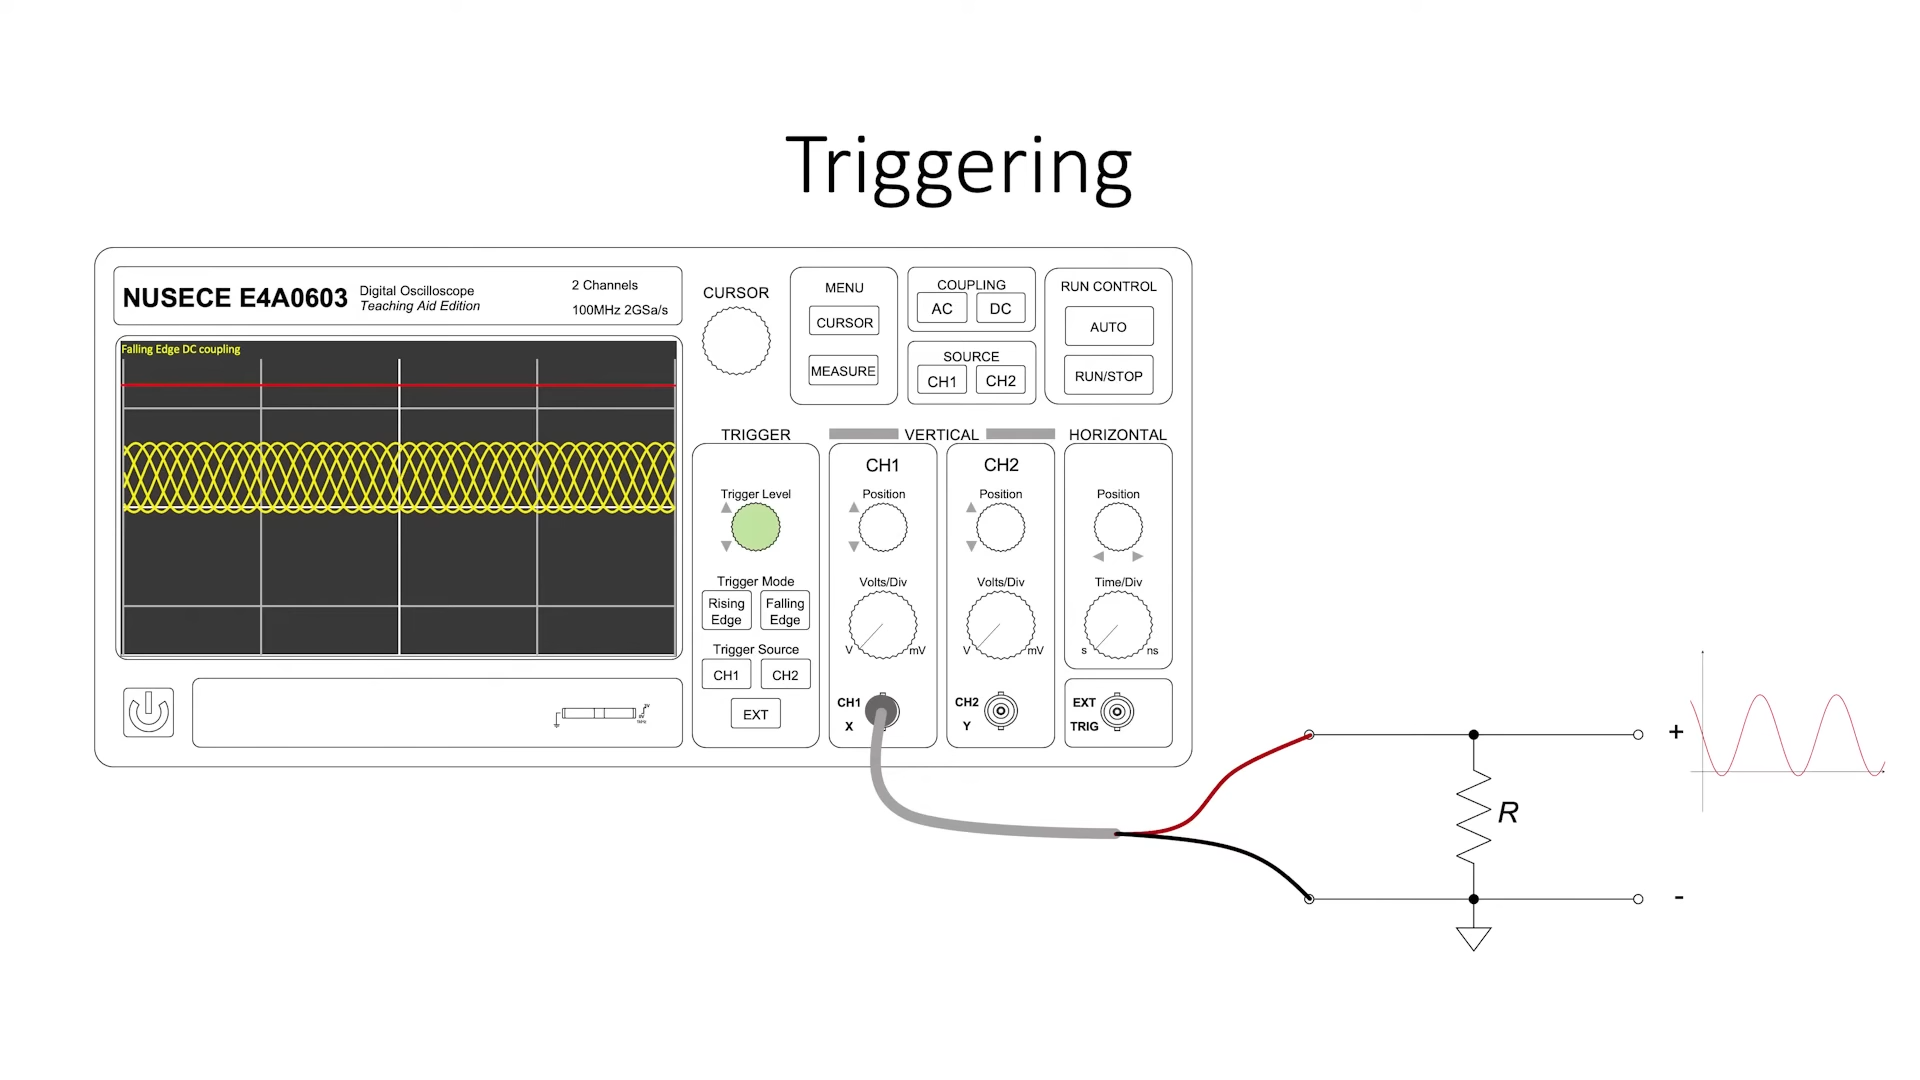 Triggering
NUSECE E4A0603
Digital Oscilloscope
Teaching Aid Edition
2 Channels
100MHz 2GSa/s
Falling Edge DC coupling
CURSOR
MENU
CURSOR
MEASURE
COUPLING
AC DC
SOURCE
CH1 CH2
RUN CONTROL
AUTO
RUN/STOP
TRIGGER
Trigger Level
Trigger Mode
Rising
Edge
Falling
Edge
Trigger Source
CH1 CH2
EXT
VERTICAL
CH1
Position
Volts/Div
V mV
CH1
X
CH2
Position
Volts/Div
V mV
CH2
Y
HORIZONTAL
Position
Time/Div
s ns
EXT
TRIG
+
R
-